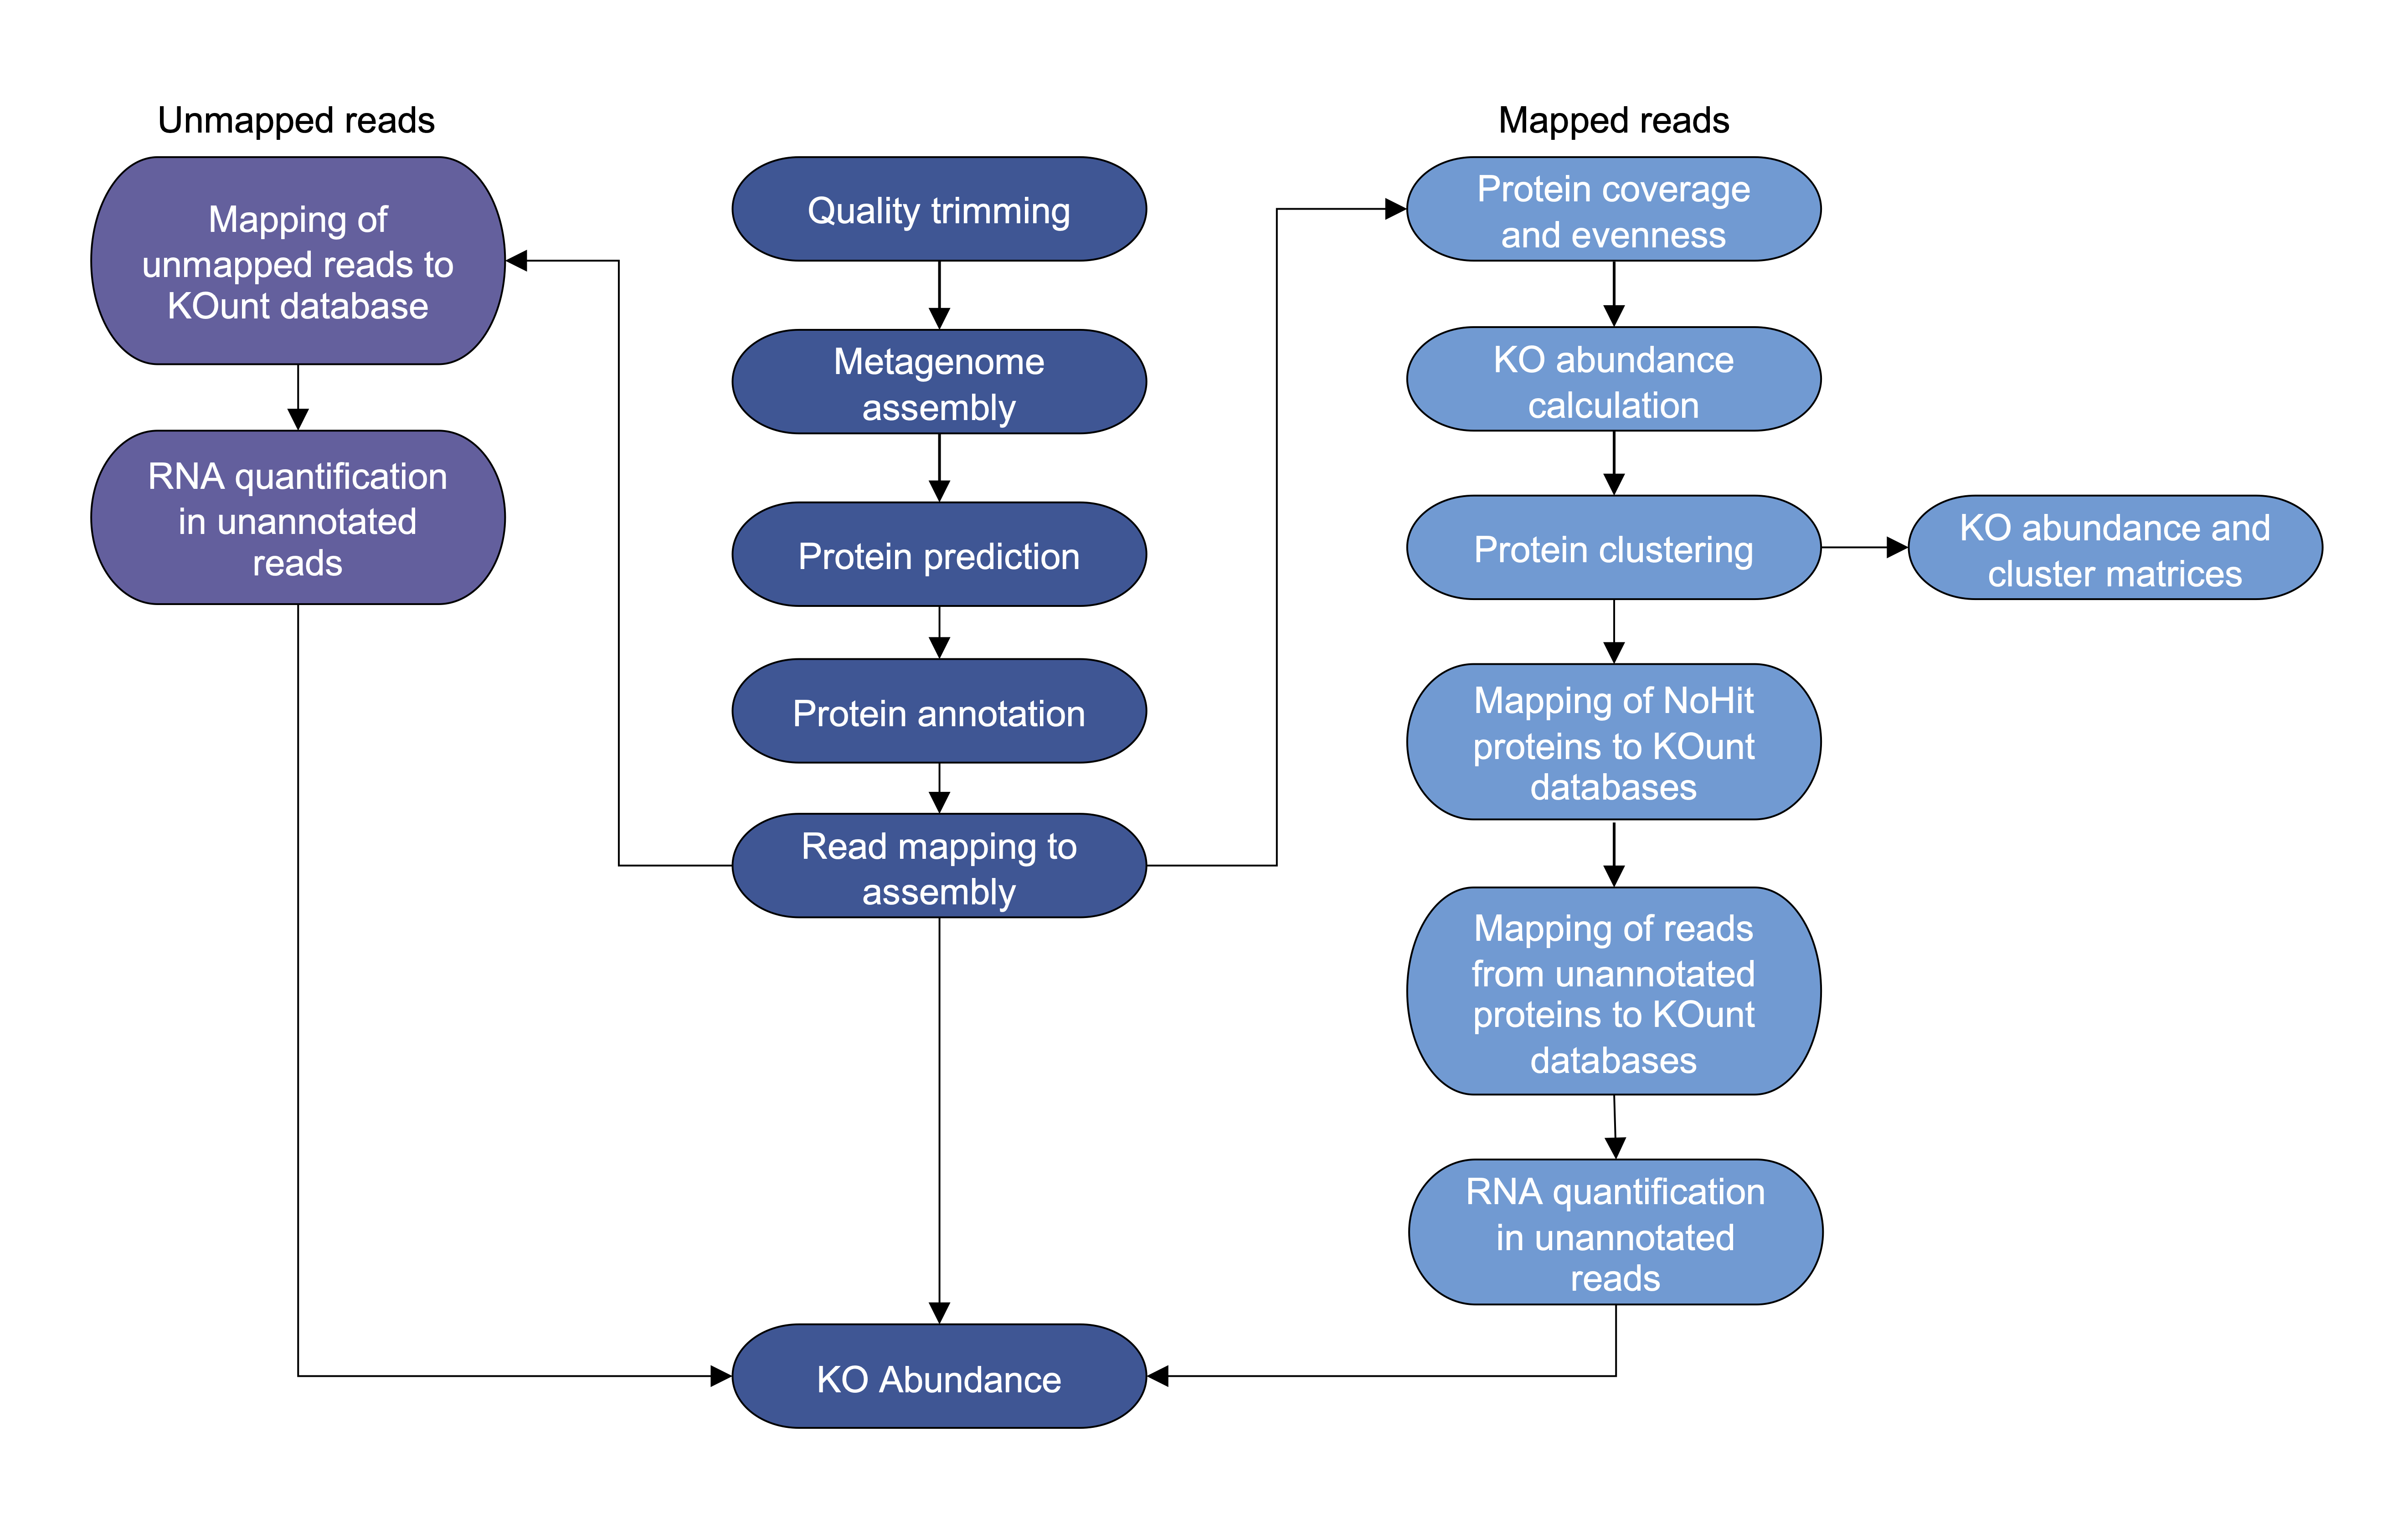 Unmapped reads
Mapping of
unmapped reads to
KOunt database
RNA quantification
in unannotated
reads
Quality trimming
Metagenome
assembly
Protein prediction
Protein annotation
Read mapping to
assembly
KO Abundance
Mapped reads
Protein coverage
and evenness
KO abundance
calculation
Protein clustering
KO abundance and
cluster matrices
Mapping of NoHit
proteins to KOunt
databases
Mapping of reads
from unannotated
proteins to KOunt
databases
RNA quantification
in unannotated
reads